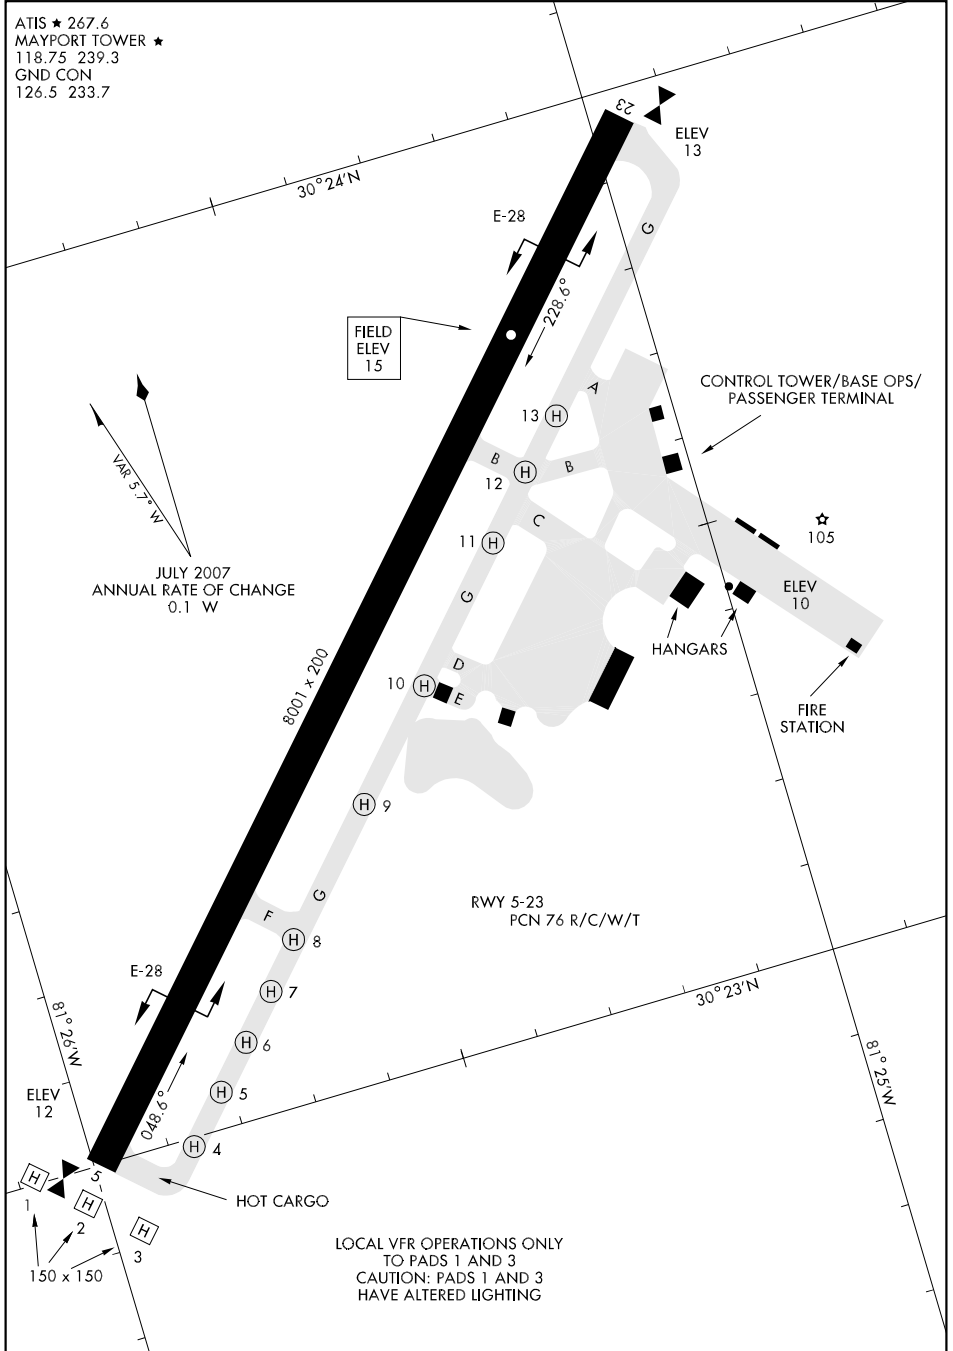 ATIS ★ 267.6
MAYPORT TOWER ★
118.75 239.3
GND CON
126.5 233.7
23
ELEV
13
30°24'N
E-28
G
228.6°
FIELD
ELEV
15
A
CONTROL TOWER/BASE OPS/
PASSENGER TERMINAL
13 H
B
B
12 H
VAR 5.7° W
C
105
11 H
JULY 2007
ANNUAL RATE OF CHANGE
0.1 W
ELEV
10
G
HANGARS
D
8001 x 200
10 H
E
FIRE
STATION
H 9
G
RWY 5-23
PCN 76 R/C/W/T
F
H 8
E-28
30°23'N
H 7
81°26'W
H 6
81°25'W
ELEV
12
048.6°
H 5
H 4
5
H
1
H
2
HOT CARGO
H
3
150 x 150
LOCAL VFR OPERATIONS ONLY
TO PADS 1 AND 3
CAUTION: PADS 1 AND 3
HAVE ALTERED LIGHTING